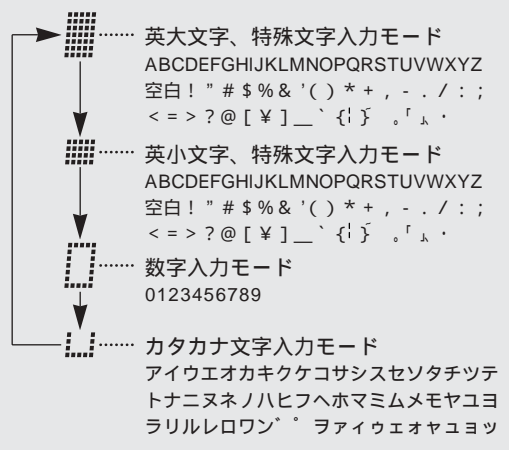 英大文字、特殊文字入力モード
ABCDEFGHIJKLMNOPQRSTUVWXYZ
空白！”＃＄％＆’（）＊＋，－．／：；
＜＝＞？＠［￥］＿｀｛¦｝‾ 。「」・
英小文字、特殊文字入力モード
ABCDEFGHIJKLMNOPQRSTUVWXYZ
空白！”＃＄％＆’（）＊＋，－．／：；
＜＝＞？＠［￥］＿｀｛¦｝‾ 。「」・
数字入力モード
0123456789
カタカナ文字入力モード
アイウエオカキクケコサシスセソタチツテ
トナニヌネノハヒフヘホマミムメモヤユヨ
ラリルレロワン゛゜ヲァィゥェォャュョッ